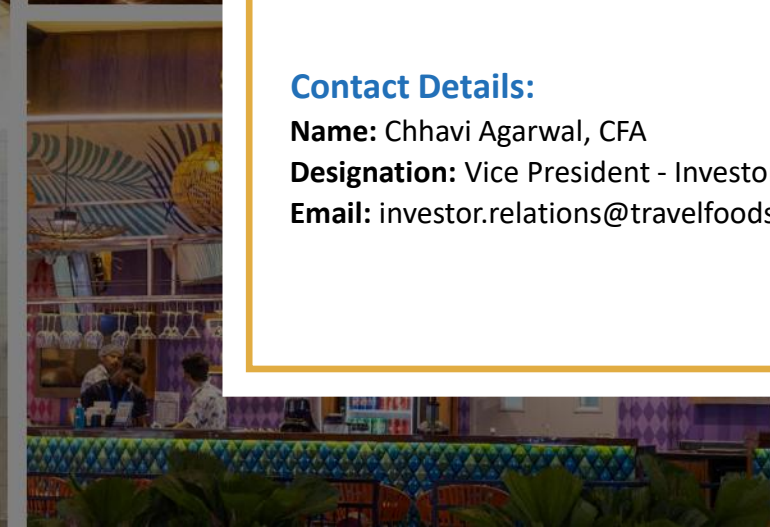 Contact Details:
Name: Chhavi Agarwal, CFA
Designation: Vice President - Investo
Email: investor.relations@travelfoods